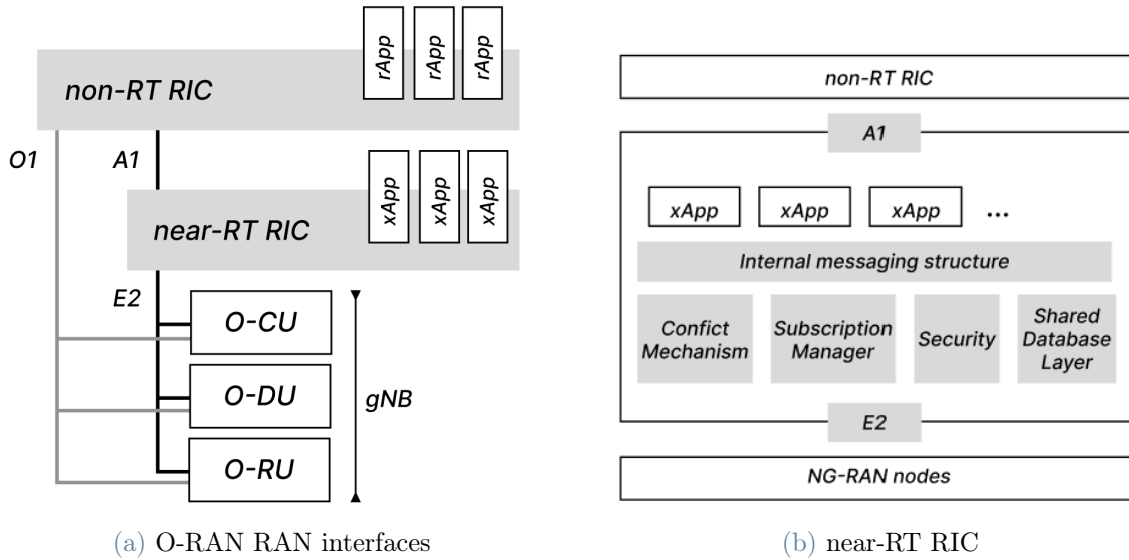 non-RT RIC
rApp
rApp
rApp
O1
A1
near-RT RIC
xApp
xApp
xApp
E2
O-CU
O-DU
O-RU
gNB
(a) O-RAN RAN interfaces
non-RT RIC
A1
xApp
xApp
xApp
...
Internal messaging structure
Confict
Mechanism
Subscription
Manager
Security
Shared
Database
Layer
E2
NG-RAN nodes
(b) near-RT RIC